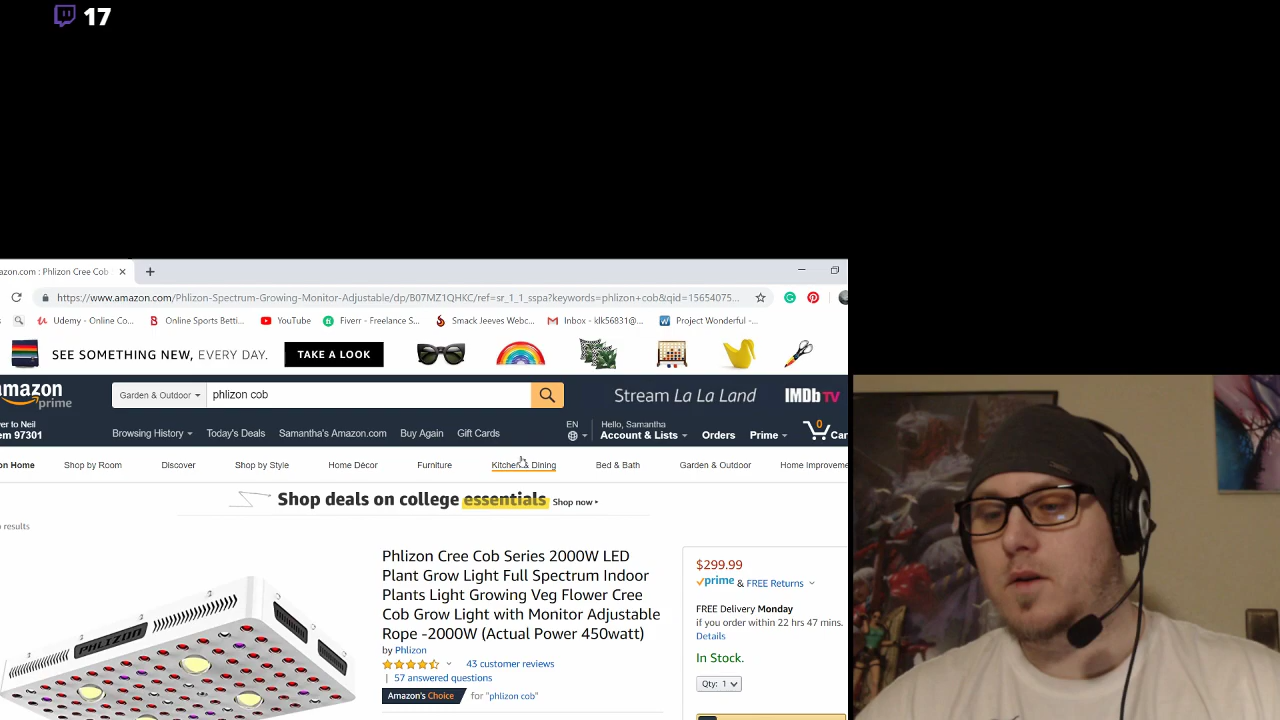 17
azon.com : Phlizon Cree Cob
https://www.amazon.com/Phlizon-Spectrum-Growing-Monitor-Adjustable/dp/B07MZ1QHKC/ref=sr_1_1_sspa?keywords=phlizon+cob&qid=15654075...
Udemy - Online Co... Online Sports Betti... YouTube Fiverr - Freelance S... Smack Jeeves Webc... Inbox - klk56831@... Project Wonderful -...
SEE SOMETHING NEW, EVERY DAY. TAKE A LOOK
amazon prime Garden & Outdoor phlizon cob Stream La La Land IMDb TV
er to Neil
em 97301 Browsing History Today's Deals Samantha's Amazon.com Buy Again Gift Cards EN Hello, Samantha Account & Lists Orders Prime 0 Car
on Home Shop by Room Discover Shop by Style Home Décor Furniture Kitchen & Dining Bed & Bath Garden & Outdoor Home Improveme
Shop deals on college essentials Shop now
results
Phlizon Cree Cob Series 2000W LED
Plant Grow Light Full Spectrum Indoor
Plants Light Growing Veg Flower Cree
Cob Grow Light with Monitor Adjustable
Rope -2000W (Actual Power 450watt)
by Phlizon
43 customer reviews
| 57 answered questions
Amazon's Choice for "phlizon cob"
$299.99
prime & FREE Returns
FREE Delivery Monday
if you order within 22 hrs 47 mins.
Details
In Stock.
Qty: 1
PHLIZON